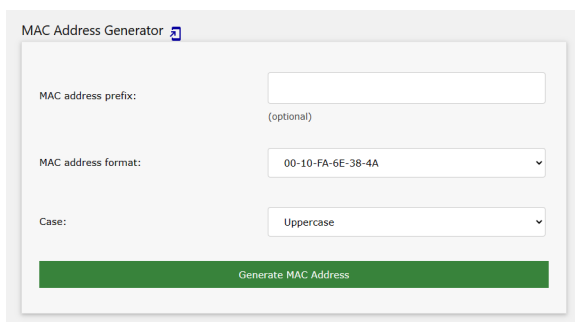 MAC Address Generator
MAC address prefix:
(optional)
MAC address format:
00-10-FA-6E-38-4A
Case:
Uppercase
Generate MAC Address